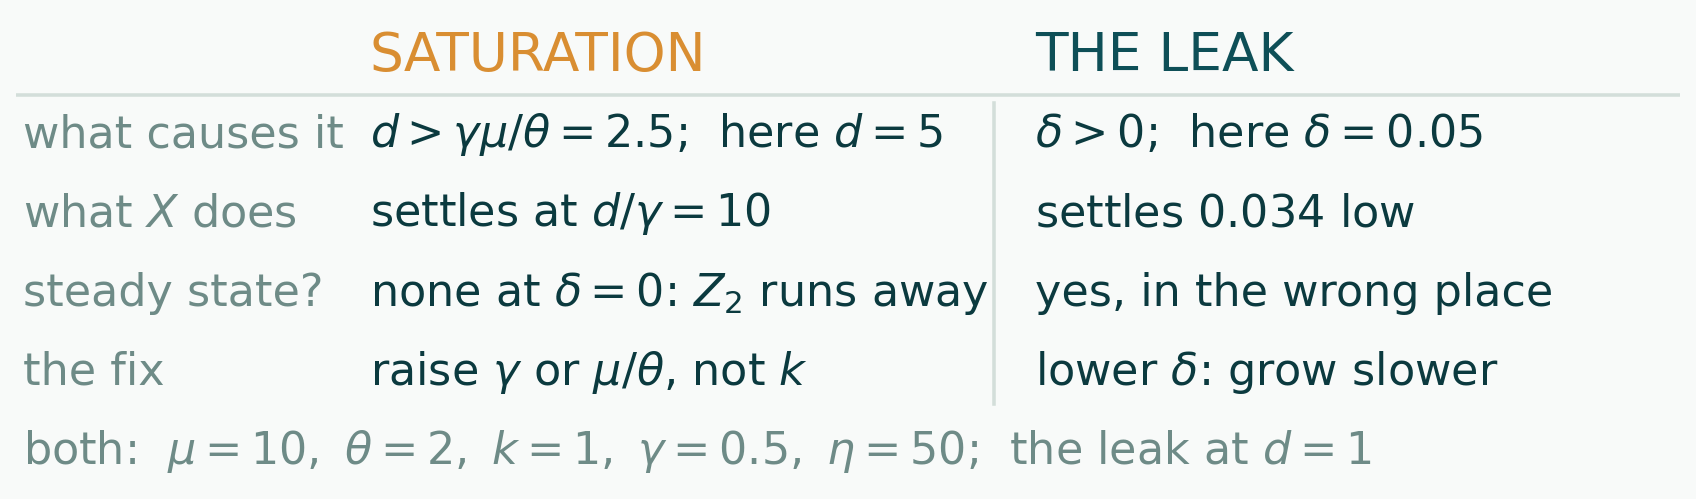 SATURATION THE LEAK
what causes it d > γμ/θ = 2.5; here d = 5 δ > 0; here δ = 0.05
what X does settles at d/γ = 10 settles 0.034 low
steady state? none at δ = 0: Z₂ runs away yes, in the wrong place
the fix raise γ or μ/θ, not k lower δ: grow slower
both: μ = 10, θ = 2, k = 1, γ = 0.5, η = 50; the leak at d = 1